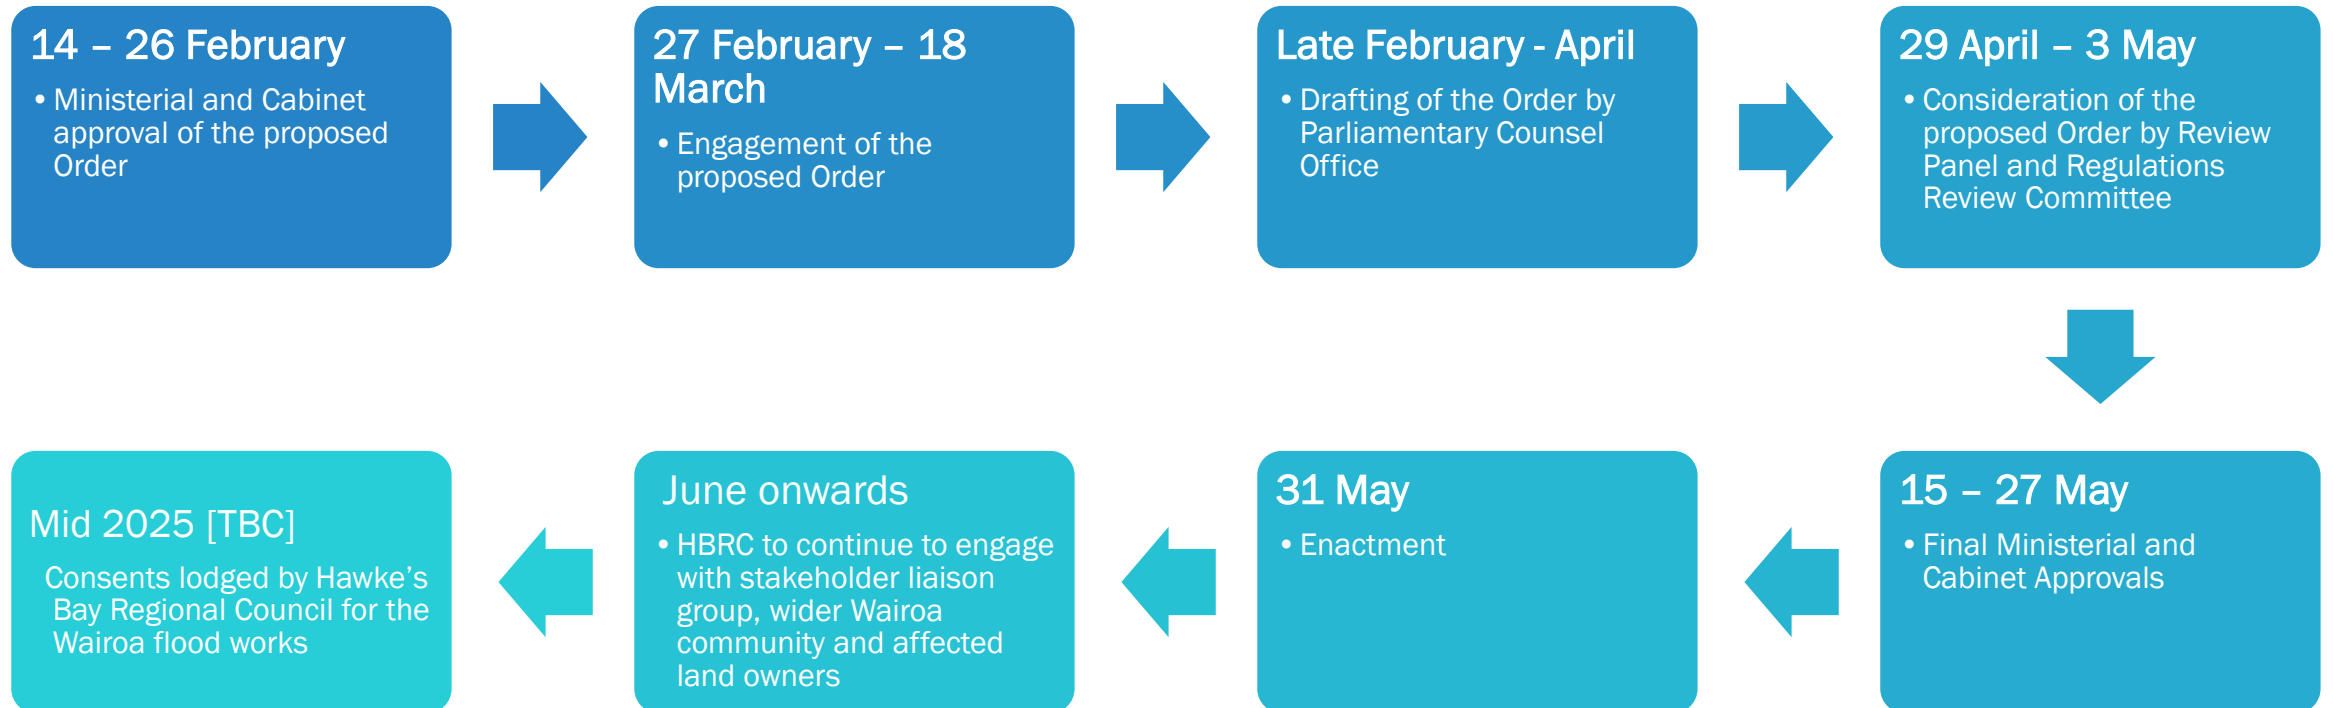 14 – 26 February
• Ministerial and Cabinet
approval of the proposed
Order
27 February – 18
March
• Engagement of the
proposed Order
Late February - April
• Drafting of the Order by
Parliamentary Counsel
Office
29 April – 3 May
• Consideration of the
proposed Order by Review
Panel and Regulations
Review Committee
15 – 27 May
• Final Ministerial and
Cabinet Approvals
31 May
• Enactment
June onwards
• HBRC to continue to engage
with stakeholder liaison
group, wider Wairoa
community and affected
land owners
Mid 2025 [TBC]
Consents lodged by Hawke’s
Bay Regional Council for the
Wairoa flood works